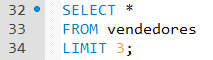 32 SELECT *
33 FROM vendedores
34 LIMIT 3;